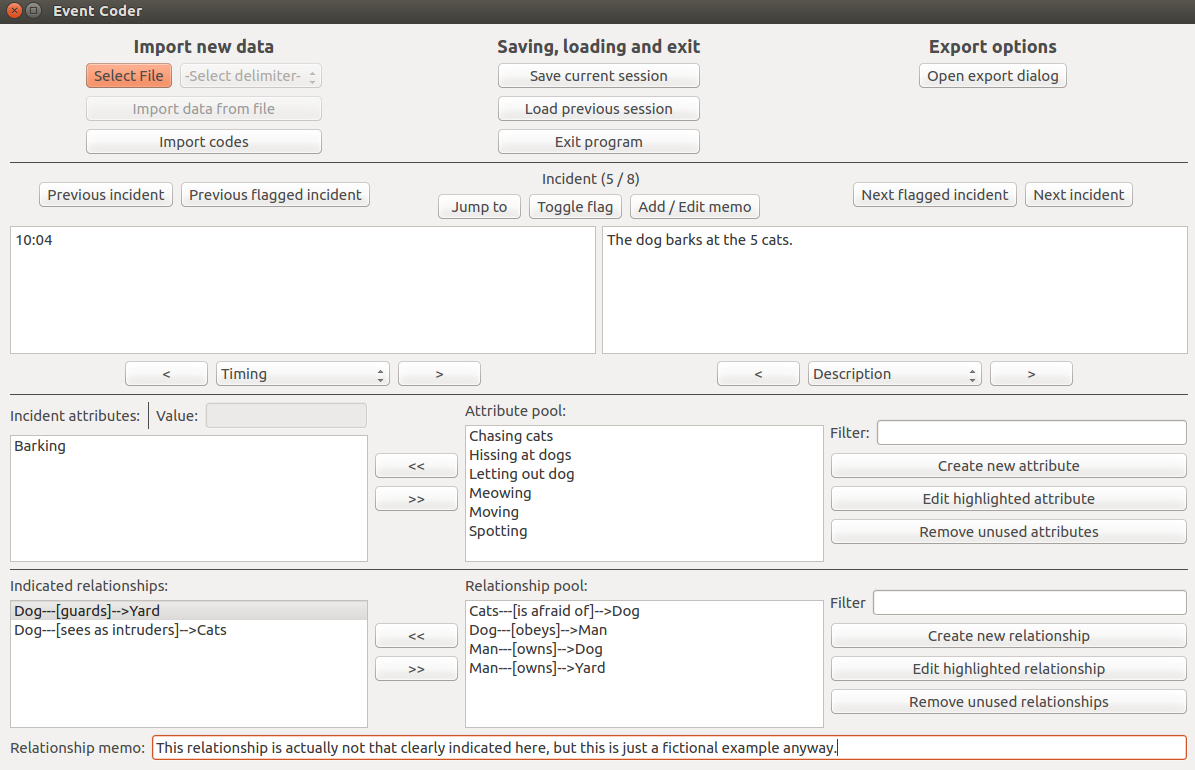 Event Coder
Import new data
Saving, loading and exit
Export options
Select File
-Select delimiter-
Save current session
Open export dialog
Import data from file
Load previous session
Import codes
Exit program
Incident (5 / 8)
Previous incident
Previous flagged incident
Jump to
Toggle flag
Add / Edit memo
Next flagged incident
Next incident
10:04
The dog barks at the 5 cats.
<
Timing
>
<
Description
>
Incident attributes:
Value:
Barking
<<
>>
Attribute pool:
Chasing cats
Hissing at dogs
Letting out dog
Meowing
Moving
Spotting
Filter:
Create new attribute
Edit highlighted attribute
Remove unused attributes
Indicated relationships:
Dog---[guards]-->Yard
Dog---[sees as intruders]-->Cats
<<
>>
Relationship pool:
Cats---[is afraid of]-->Dog
Dog---[obeys]-->Man
Man---[owns]-->Dog
Man---[owns]-->Yard
Filter
Create new relationship
Edit highlighted relationship
Remove unused relationships
Relationship memo:
This relationship is actually not that clearly indicated here, but this is just a fictional example anyway.